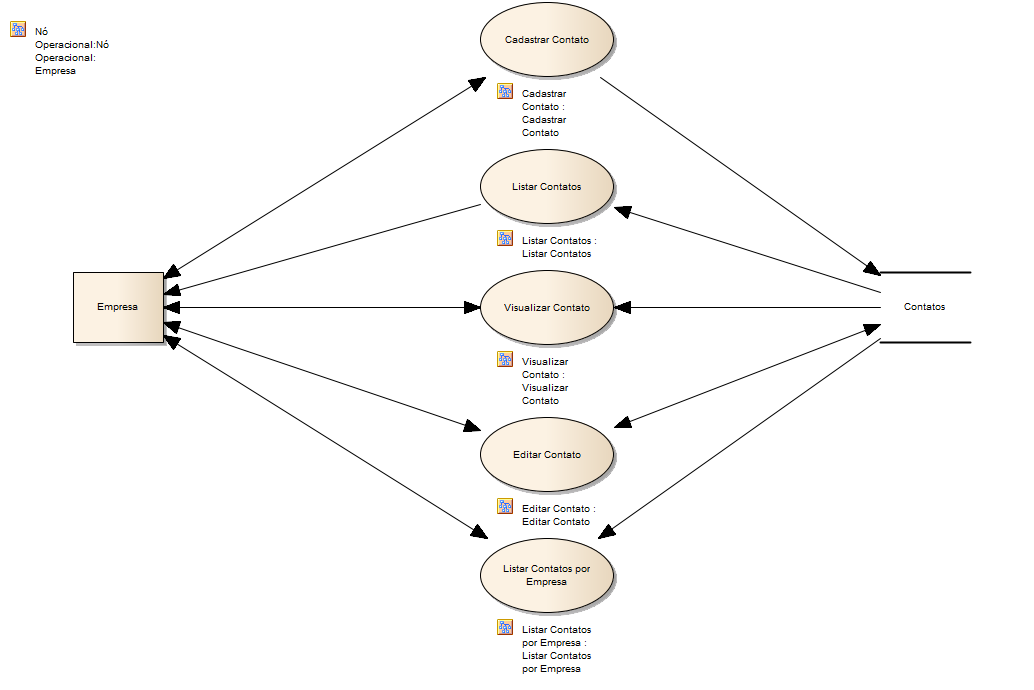 Nó
Operacional:Nó
Operacional:
Empresa
Cadastrar Contato
Cadastrar
Contato :
Cadastrar
Contato
Listar Contatos
Listar Contatos :
Listar Contatos
Empresa
Visualizar Contato
Contatos
Visualizar
Contato :
Visualizar
Contato
Editar Contato
Editar Contato :
Editar Contato
Listar Contatos por
Empresa
Listar Contatos
por Empresa :
Listar Contatos
por Empresa